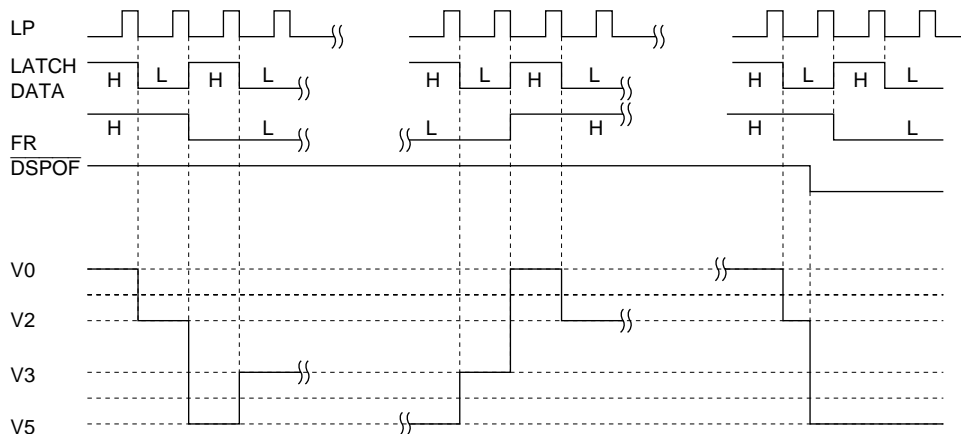 LP
LATCH
DATA
H L H L H L H L H L H L
FR
H L L H H L
DSPOF
V0
V2
V3
V5